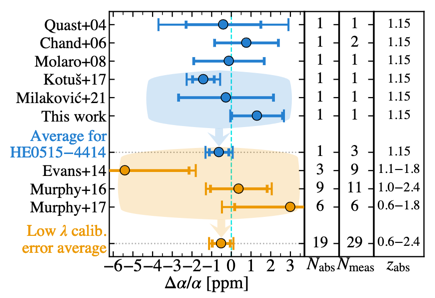 Quast+04 1 1 1.15
Chand+06 1 2 1.15
Molaro+08 1 1 1.15
Kotuš+17 1 1 1.15
Milaković+21 1 1 1.15
This work 1 1 1.15
Average for
HE0515−4414 1 3 1.15
Evans+14 3 9 1.1−1.8
Murphy+16 9 11 1.0−2.4
Murphy+17 6 6 0.6−1.8
Low λ calib.
error average 19 29 0.6−2.4
−6 −5 −4 −3 −2 −1 0 1 2 3 N_abs N_meas z_abs
Δα/α [ppm]